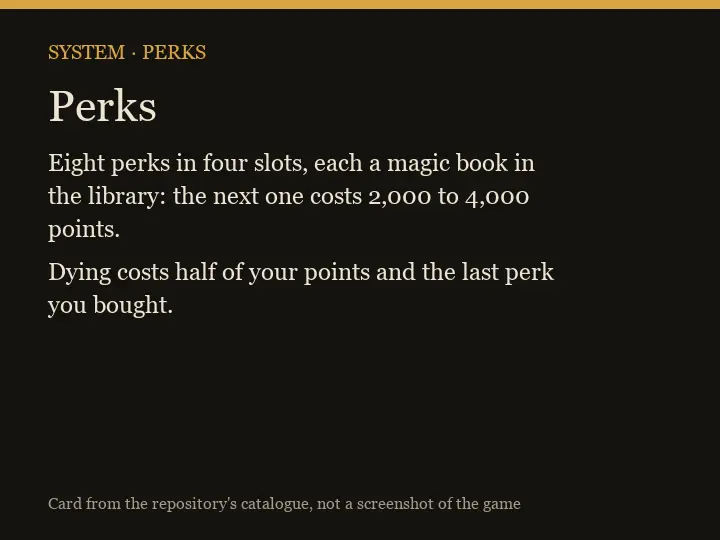 SYSTEM · PERKS
Perks
Eight perks in four slots, each a magic book in
the library: the next one costs 2,000 to 4,000
points.
Dying costs half of your points and the last perk
you bought.
Card from the repository's catalogue, not a screenshot of the game